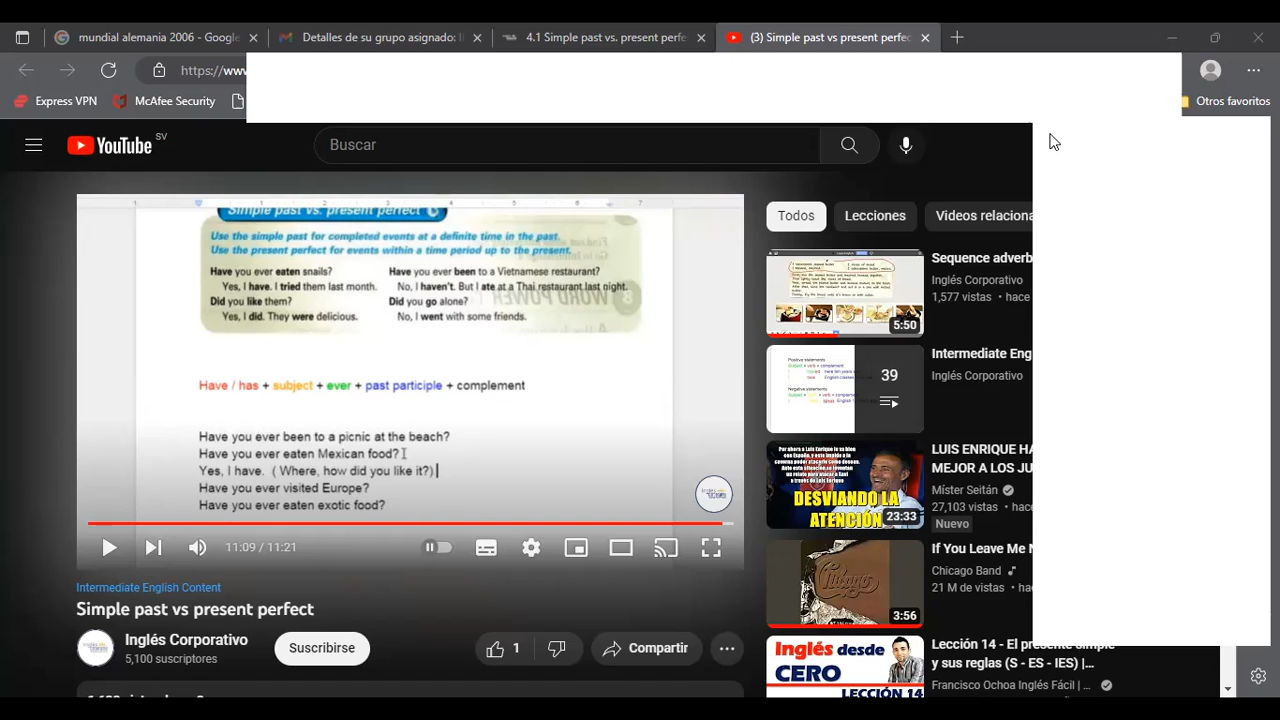 mundial alemania 2006 - Google
Detalles de su grupo asignado: I
4.1 Simple past vs. present perfe
(3) Simple past vs present perfec
https://www
Express VPN
McAfee Security
Otros favoritos
YouTube SV
Buscar
Simple past vs. present perfect
Use the simple past for completed events at a definite time in the past.
Use the present perfect for events within a time period up to the present.
Have you ever eaten snails?
Yes, I have. I tried them last month.
Did you like them?
Yes, I did. They were delicious.
Have you ever been to a Vietnamese restaurant?
No, I haven't. But I ate at a Thai restaurant last night.
Did you go alone?
No, I went with some friends.
Have / has + subject + ever + past participle + complement
Have you ever been to a picnic at the beach?
Have you ever eaten Mexican food?
Yes, I have. ( Where, how did you like it?)
Have you ever visited Europe?
Have you ever eaten exotic food?
11:09 / 11:21
Intermediate English Content
Simple past vs present perfect
Inglés Corporativo
5,100 suscriptores
Suscribirse
1
Compartir
Todos
Lecciones
Videos relaciona
5:50
Sequence adverb
Inglés Corporativo
1,577 vistas • hace
Positive statements
Negative statements
39
Intermediate Eng
Inglés Corporativo
DESVIANDO LA
ATENCIÓN
23:33
LUIS ENRIQUE HA
MEJOR A LOS JU
Míster Seitán
27,103 vistas • hac
Nuevo
Chicago
3:56
If You Leave Me N
Chicago Band
21 M de vistas • ha
Inglés desde
CERO
LECCIÓN 14
Lección 14 - El presente simple
y sus reglas (S - ES - IES) |...
Francisco Ochoa Inglés Fácil | ...